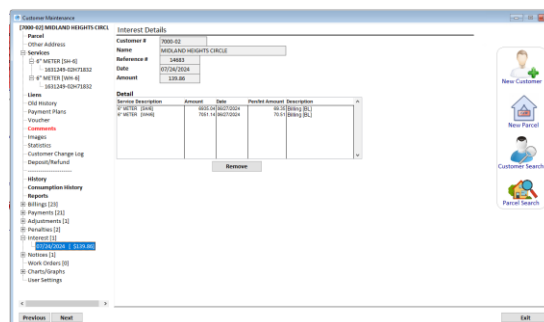 Customer Maintenance
[7000-02] MIDLAND HEIGHTS CIRCL
Parcel
Other Address
Services
6" METER [SH-6]
1631249-02H71832
6" METER [WH-6]
1631249-02H71832
Liens
Old History
Payment Plans
Voucher
Comments
Images
Statistics
Customer Change Log
Deposit/Refund
--------------------
History
Consumption History
Reports
Billings [23]
Payments [21]
Adjustments [1]
Penalties [2]
Interest [1]
07/24/2024 [ $139.86]
Notices [1]
Work Orders [0]
Charts/Graphs
User Settings
Previous Next
Interest Details
Customer # 7000-02
Name MIDLAND HEIGHTS CIRCLE
Reference # 14683
Date 07/24/2024
Amount 139.86
Detail
Service Description Amount Date Pen/Int Amount Description
6" METER [SH6] 6935.04 06/27/2024 69.35 Billing [BL]
6" METER [WH6] 7051.14 06/27/2024 70.51 Billing [BL]
Remove
New Customer
New Parcel
Customer Search
Parcel Search
Exit